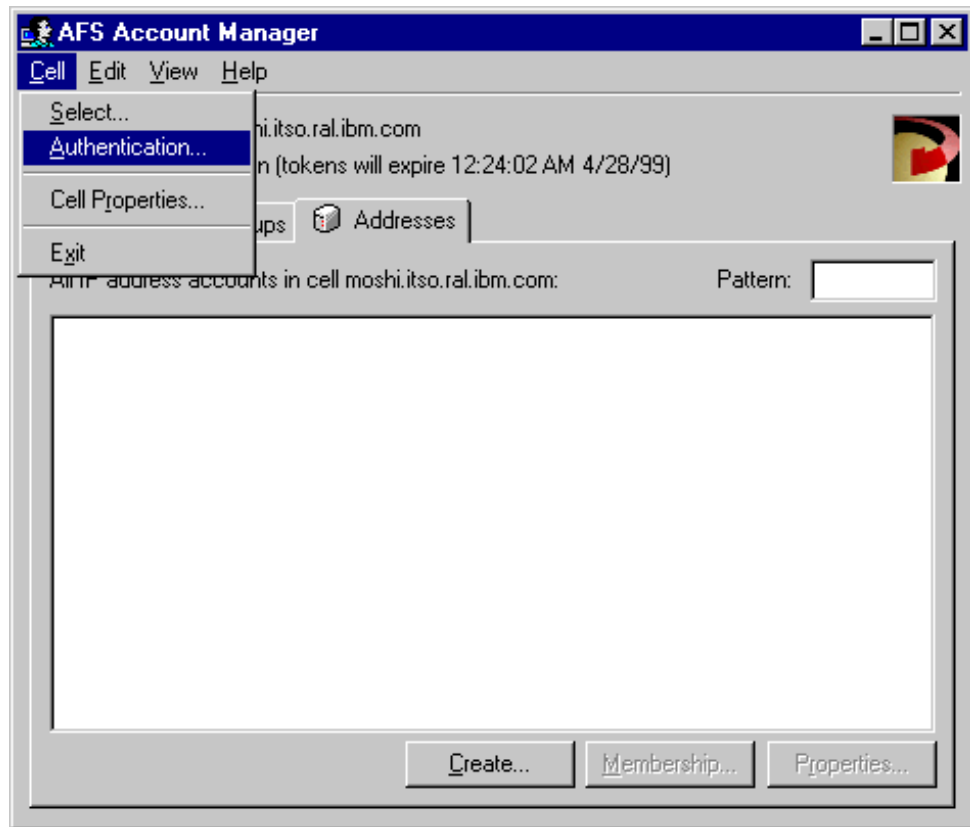 AFS Account Manager
Cell Edit View Help
Select...
hi.itso.ral.ibm.com
Authentication...
n (tokens will expire 12:24:02 AM 4/28/99)
Cell Properties...
ups Addresses
Exit
All IP address accounts in cell moshi.itso.ral.ibm.com: Pattern:
Create... Membership... Properties...